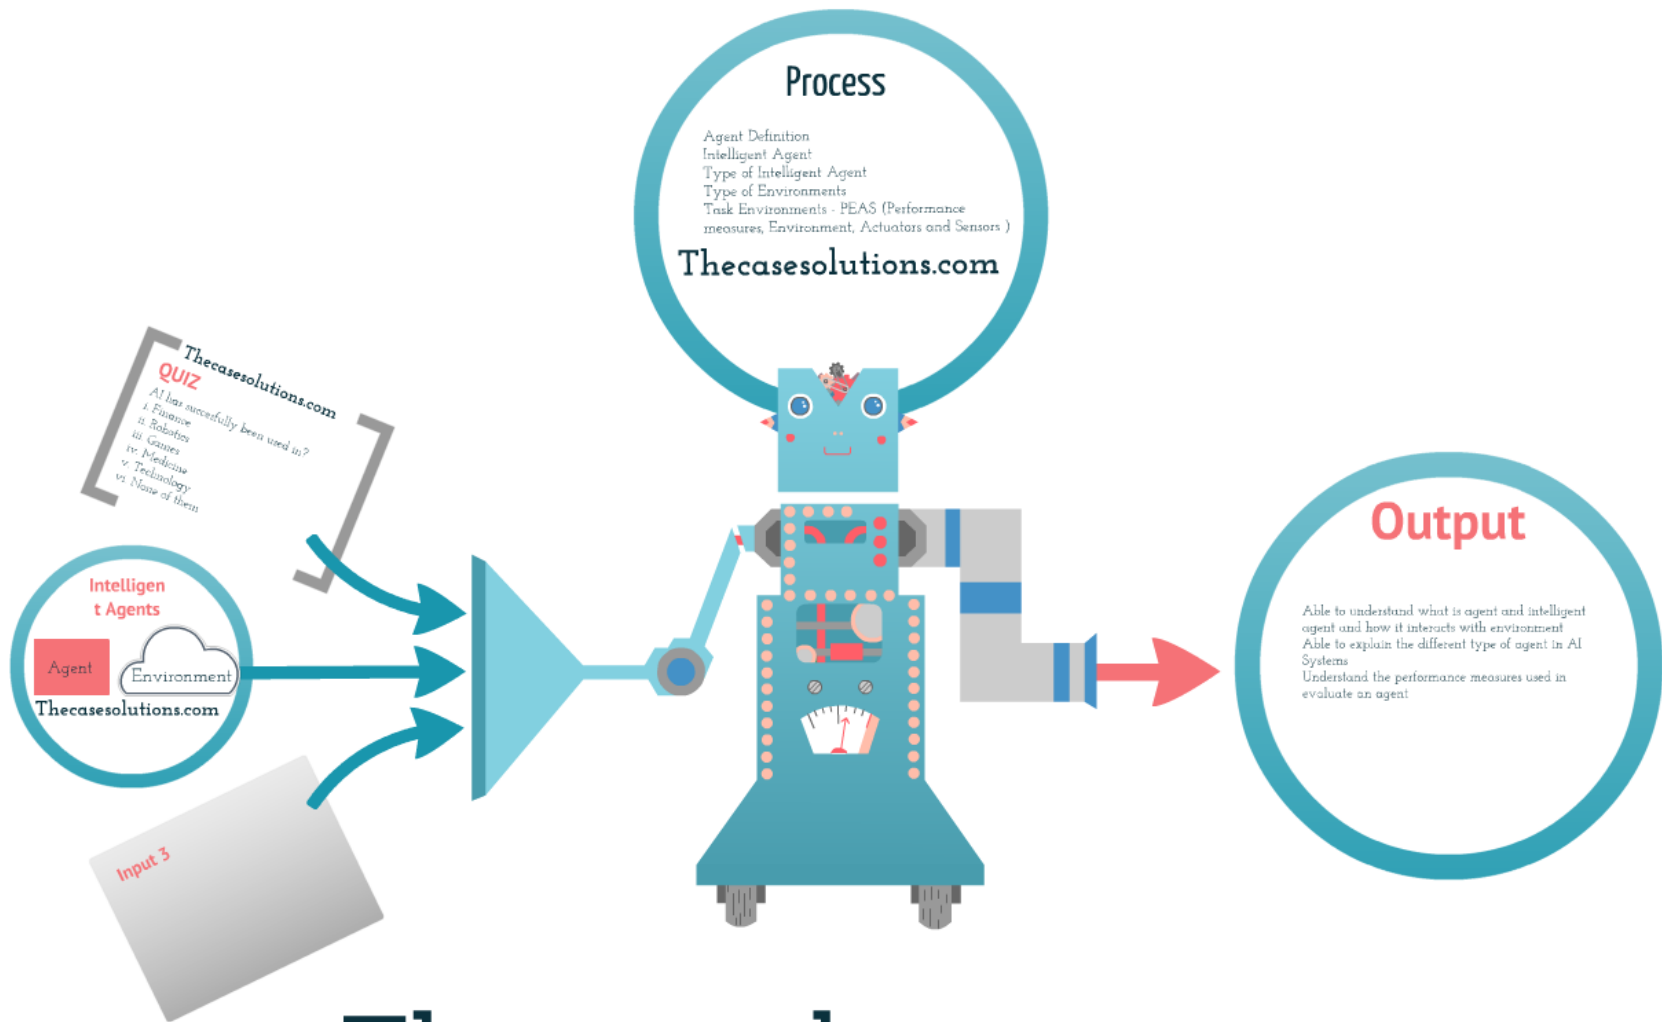 Process
Agent Definition
Intelligent Agent
Type of Intelligent Agent
Type of Environments
Task Environments - PEAS (Performance
measures, Environment, Actuators and Sensors )
Thecasesolutions.com
Thecasesolutions.com
QUIZ
AI has succesfully been used in?
i. Finance
ii. Robotics
iii. Games
iv. Medicine
v. Technology
vi. None of them
Intelligen
t Agents
Agent
Environment
Thecasesolutions.com
Input 3
Output
Able to understand what is agent and intelligent
agent and how it interacts with environment
Able to explain the different type of agent in AI
Systems
Understand the performance measures used in
evaluate an agent